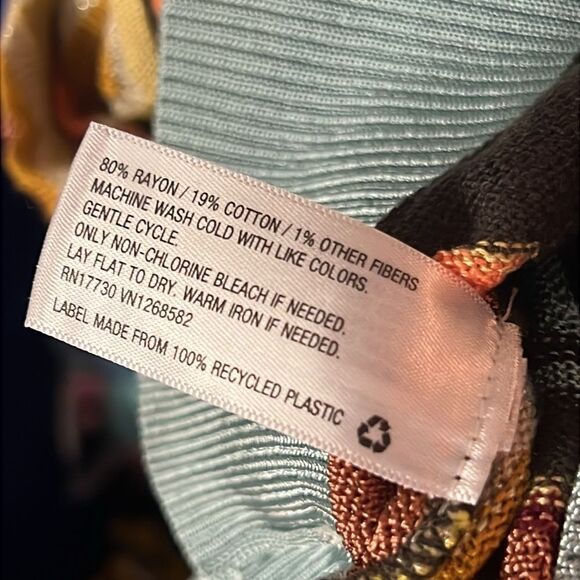 80% RAYON / 19% COTTON / 1% OTHER FIBERS
MACHINE WASH COLD WITH LIKE COLORS.
GENTLE CYCLE.
ONLY NON-CHLORINE BLEACH IF NEEDED.
LAY FLAT TO DRY. WARM IRON IF NEEDED.
RN17730 VN1268582
LABEL MADE FROM 100% RECYCLED PLASTIC